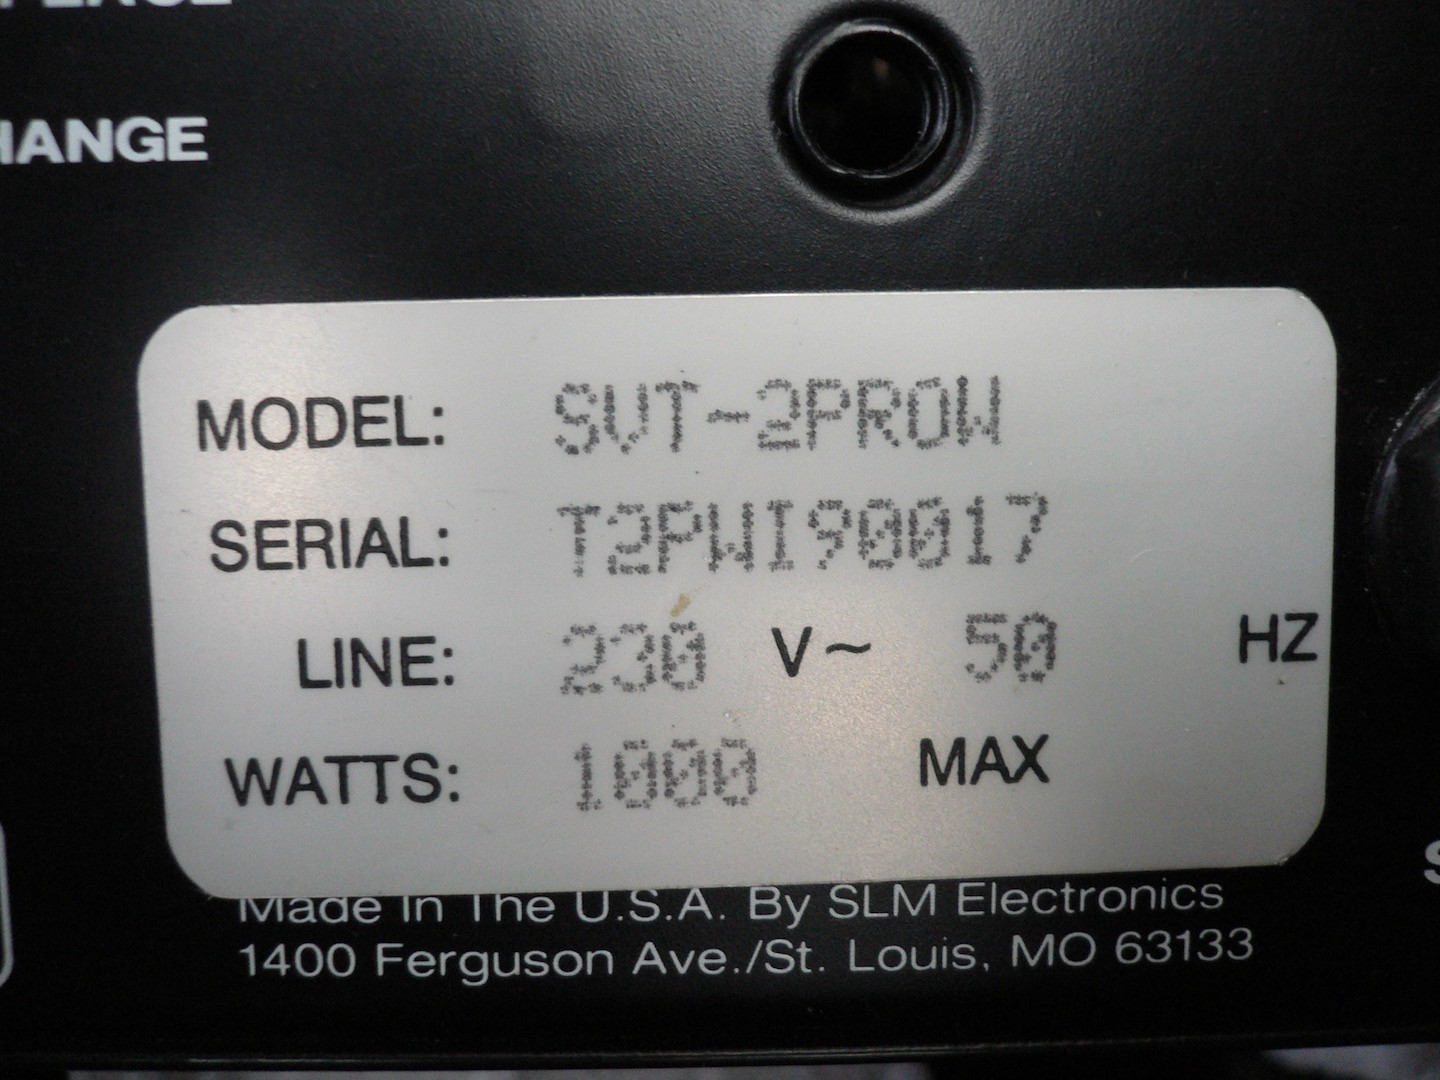 HANGE
MODEL: SVT-2PROW
SERIAL: T2PWI90017
LINE: 230 V~ 50 HZ
WATTS: 1000 MAX
Made In The U.S.A. By SLM Electronics
1400 Ferguson Ave./St. Louis, MO 63133